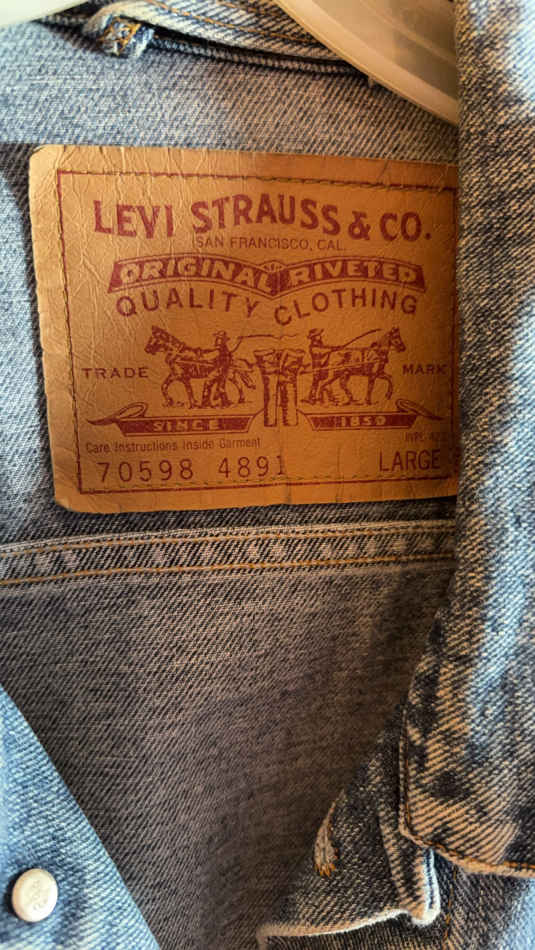 LEVI STRAUSS & CO.
SAN FRANCISCO, CAL.
ORIGINAL RIVETED
QUALITY CLOTHING
TRADE MARK
SINCE 1850
Care Instructions Inside Garment
70598 4891 LARGE